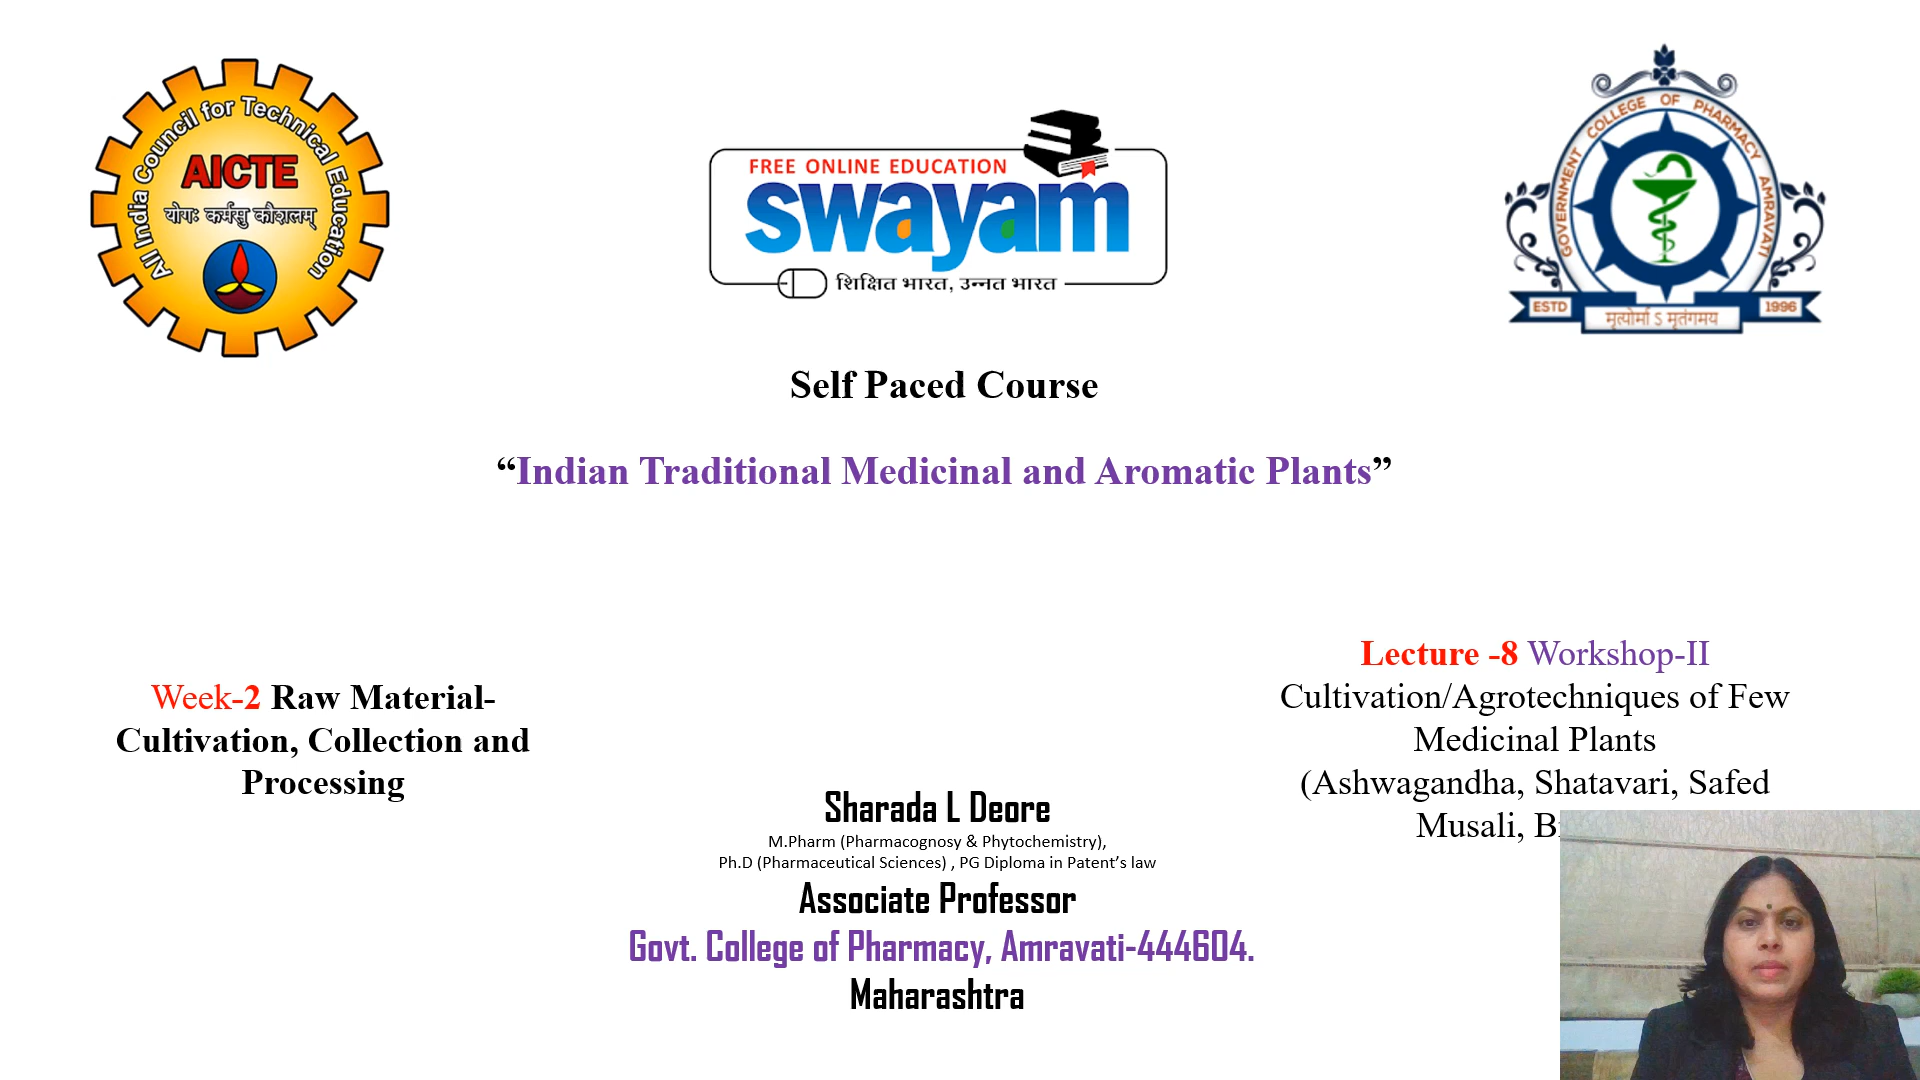 All India Council for Technical Education
AICTE
योगः कर्मसु कौशलम्
FREE ONLINE EDUCATION
swayam
शिक्षित भारत, उन्नत भारत
GOVERNMENT COLLEGE OF PHARMACY AMRAVATI
ESTD
1996
मृत्योर्मा ऽ मृतंगमय
Self Paced Course
“Indian Traditional Medicinal and Aromatic Plants”
Week-2 Raw Material-
Cultivation, Collection and
Processing
Lecture -8 Workshop-II
Cultivation/Agrotechniques of Few
Medicinal Plants
(Ashwagandha, Shatavari, Safed
Musali,
Sharada L Deore
M.Pharm (Pharmacognosy & Phytochemistry),
Ph.D (Pharmaceutical Sciences) , PG Diploma in Patent’s law
Associate Professor
Govt. College of Pharmacy, Amravati-444604.
Maharashtra